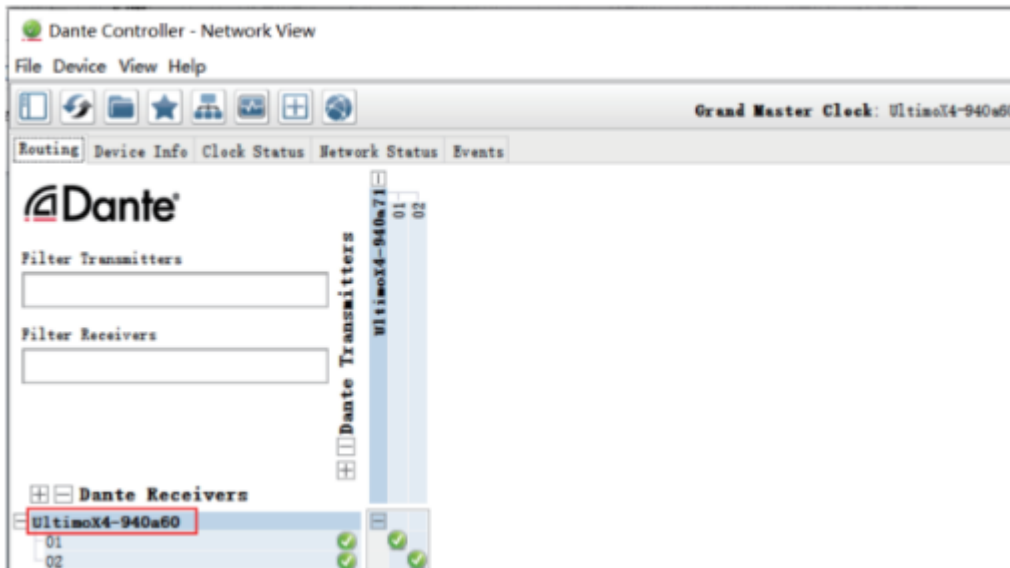 Dante Controller - Network View
File Device View Help
Grand Master Clock: UltimoX4-940a60
Routing Device Info Clock Status Network Status Events
Dante
Filter Transmitters
Filter Receivers
Dante Transmitters
UltimoX4-940a71
01
02
Dante Receivers
UltimoX4-940a60
01
02